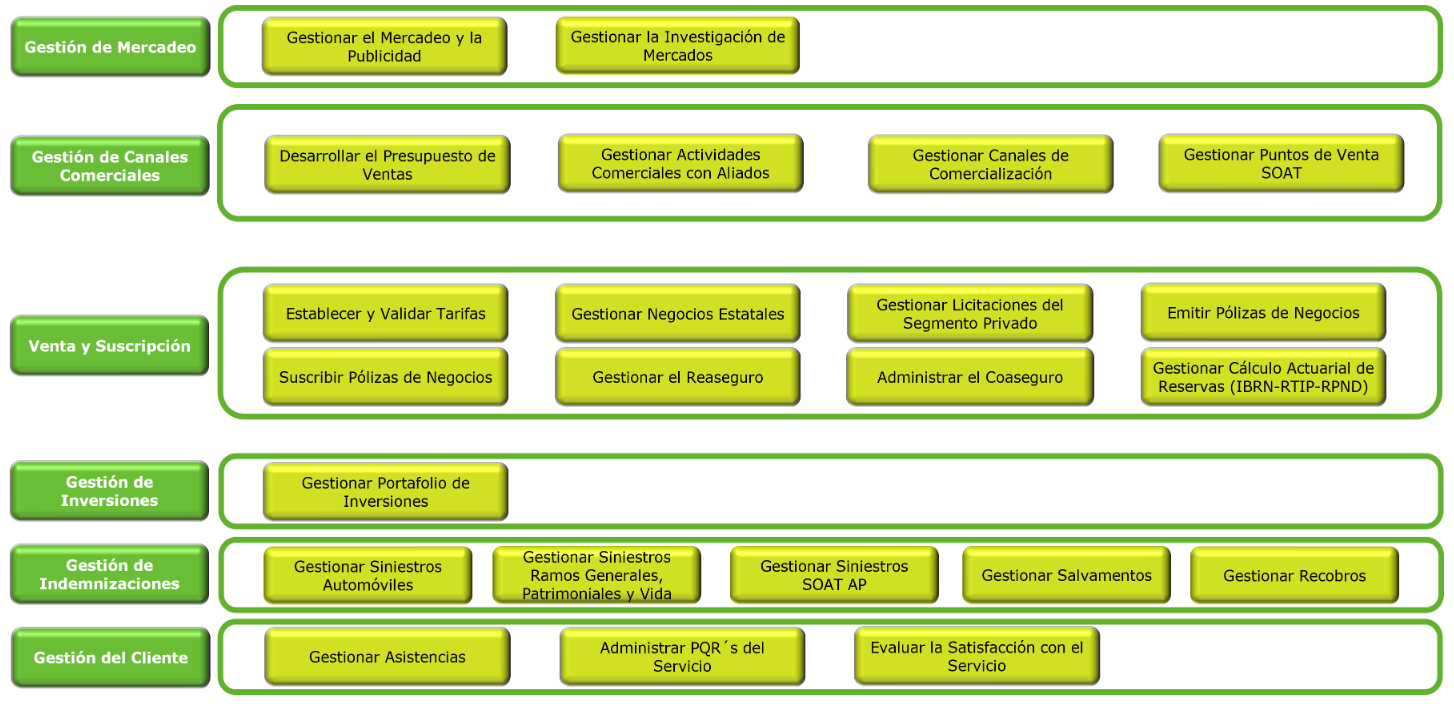 Gestión de Mercadeo
Gestionar el Mercadeo y la
Publicidad
Gestionar la Investigación de
Mercados
Gestión de Canales
Comerciales
Desarrollar el Presupuesto de
Ventas
Gestionar Actividades
Comerciales con Aliados
Gestionar Canales de
Comercialización
Gestionar Puntos de Venta
SOAT
Venta y Suscripción
Establecer y Validar Tarifas
Gestionar Negocios Estatales
Gestionar Licitaciones del
Segmento Privado
Emitir Pólizas de Negocios
Suscribir Pólizas de Negocios
Gestionar el Reaseguro
Administrar el Coaseguro
Gestionar Cálculo Actuarial de
Reservas (IBRN-RTIP-RPND)
Gestión de
Inversiones
Gestionar Portafolio de
Inversiones
Gestión de
Indemnizaciones
Gestionar Siniestros
Automóviles
Gestionar Siniestros
Ramos Generales,
Patrimoniales y Vida
Gestionar Siniestros
SOAT AP
Gestionar Salvamentos
Gestionar Recobros
Gestión del Cliente
Gestionar Asistencias
Administrar PQR´s del
Servicio
Evaluar la Satisfacción con el
Servicio